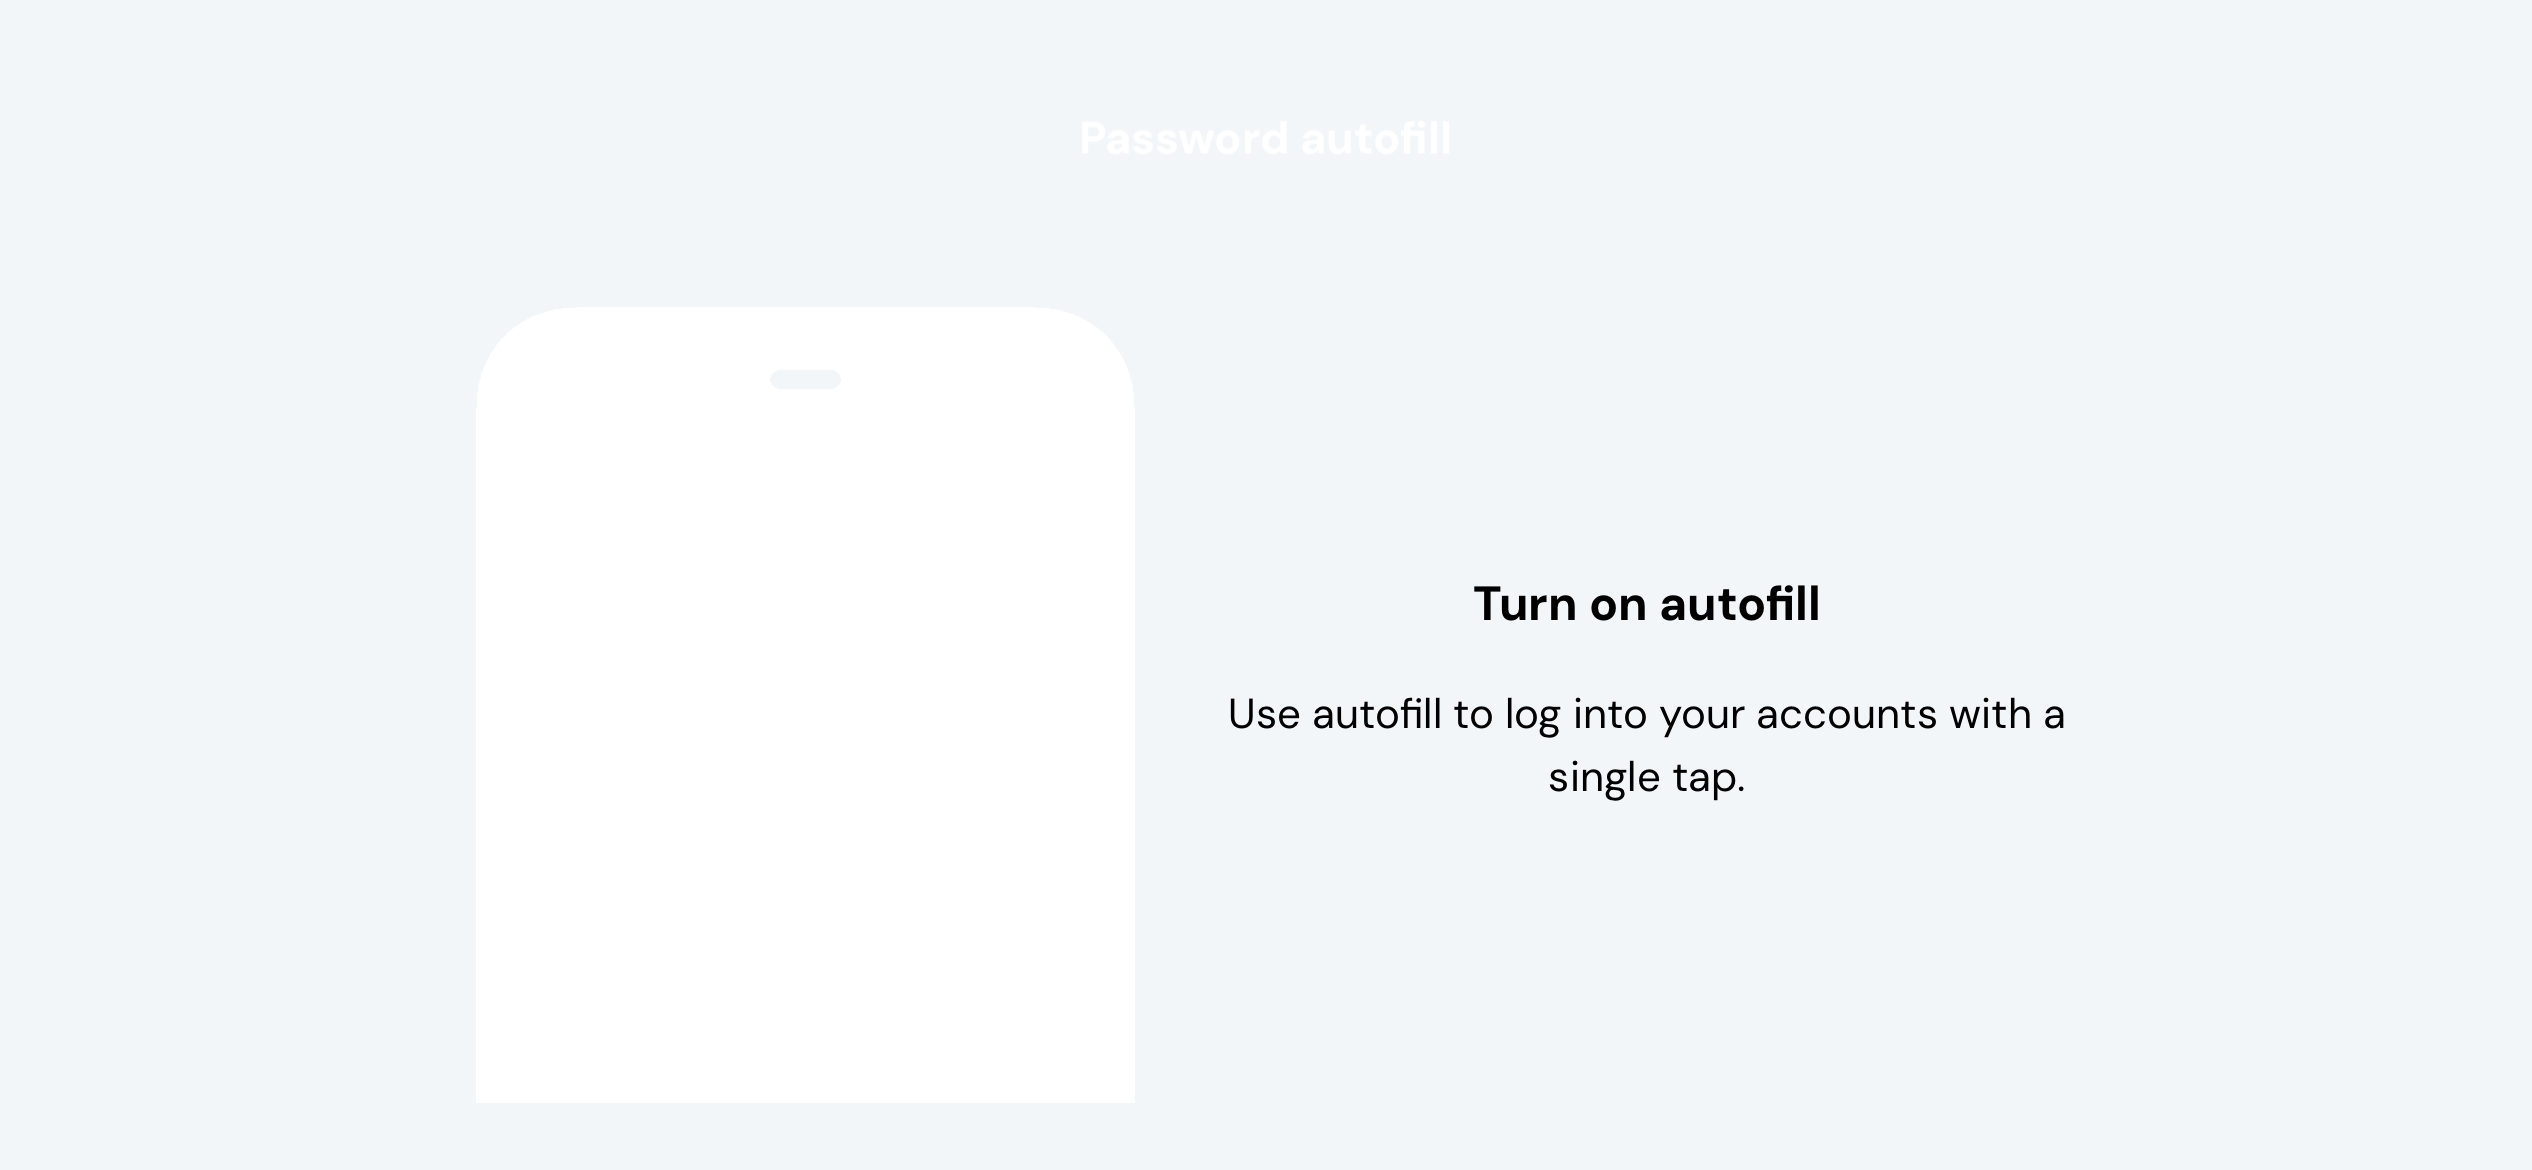 Password autofill
Turn on autofill
Use autofill to log into your accounts with a
single tap.